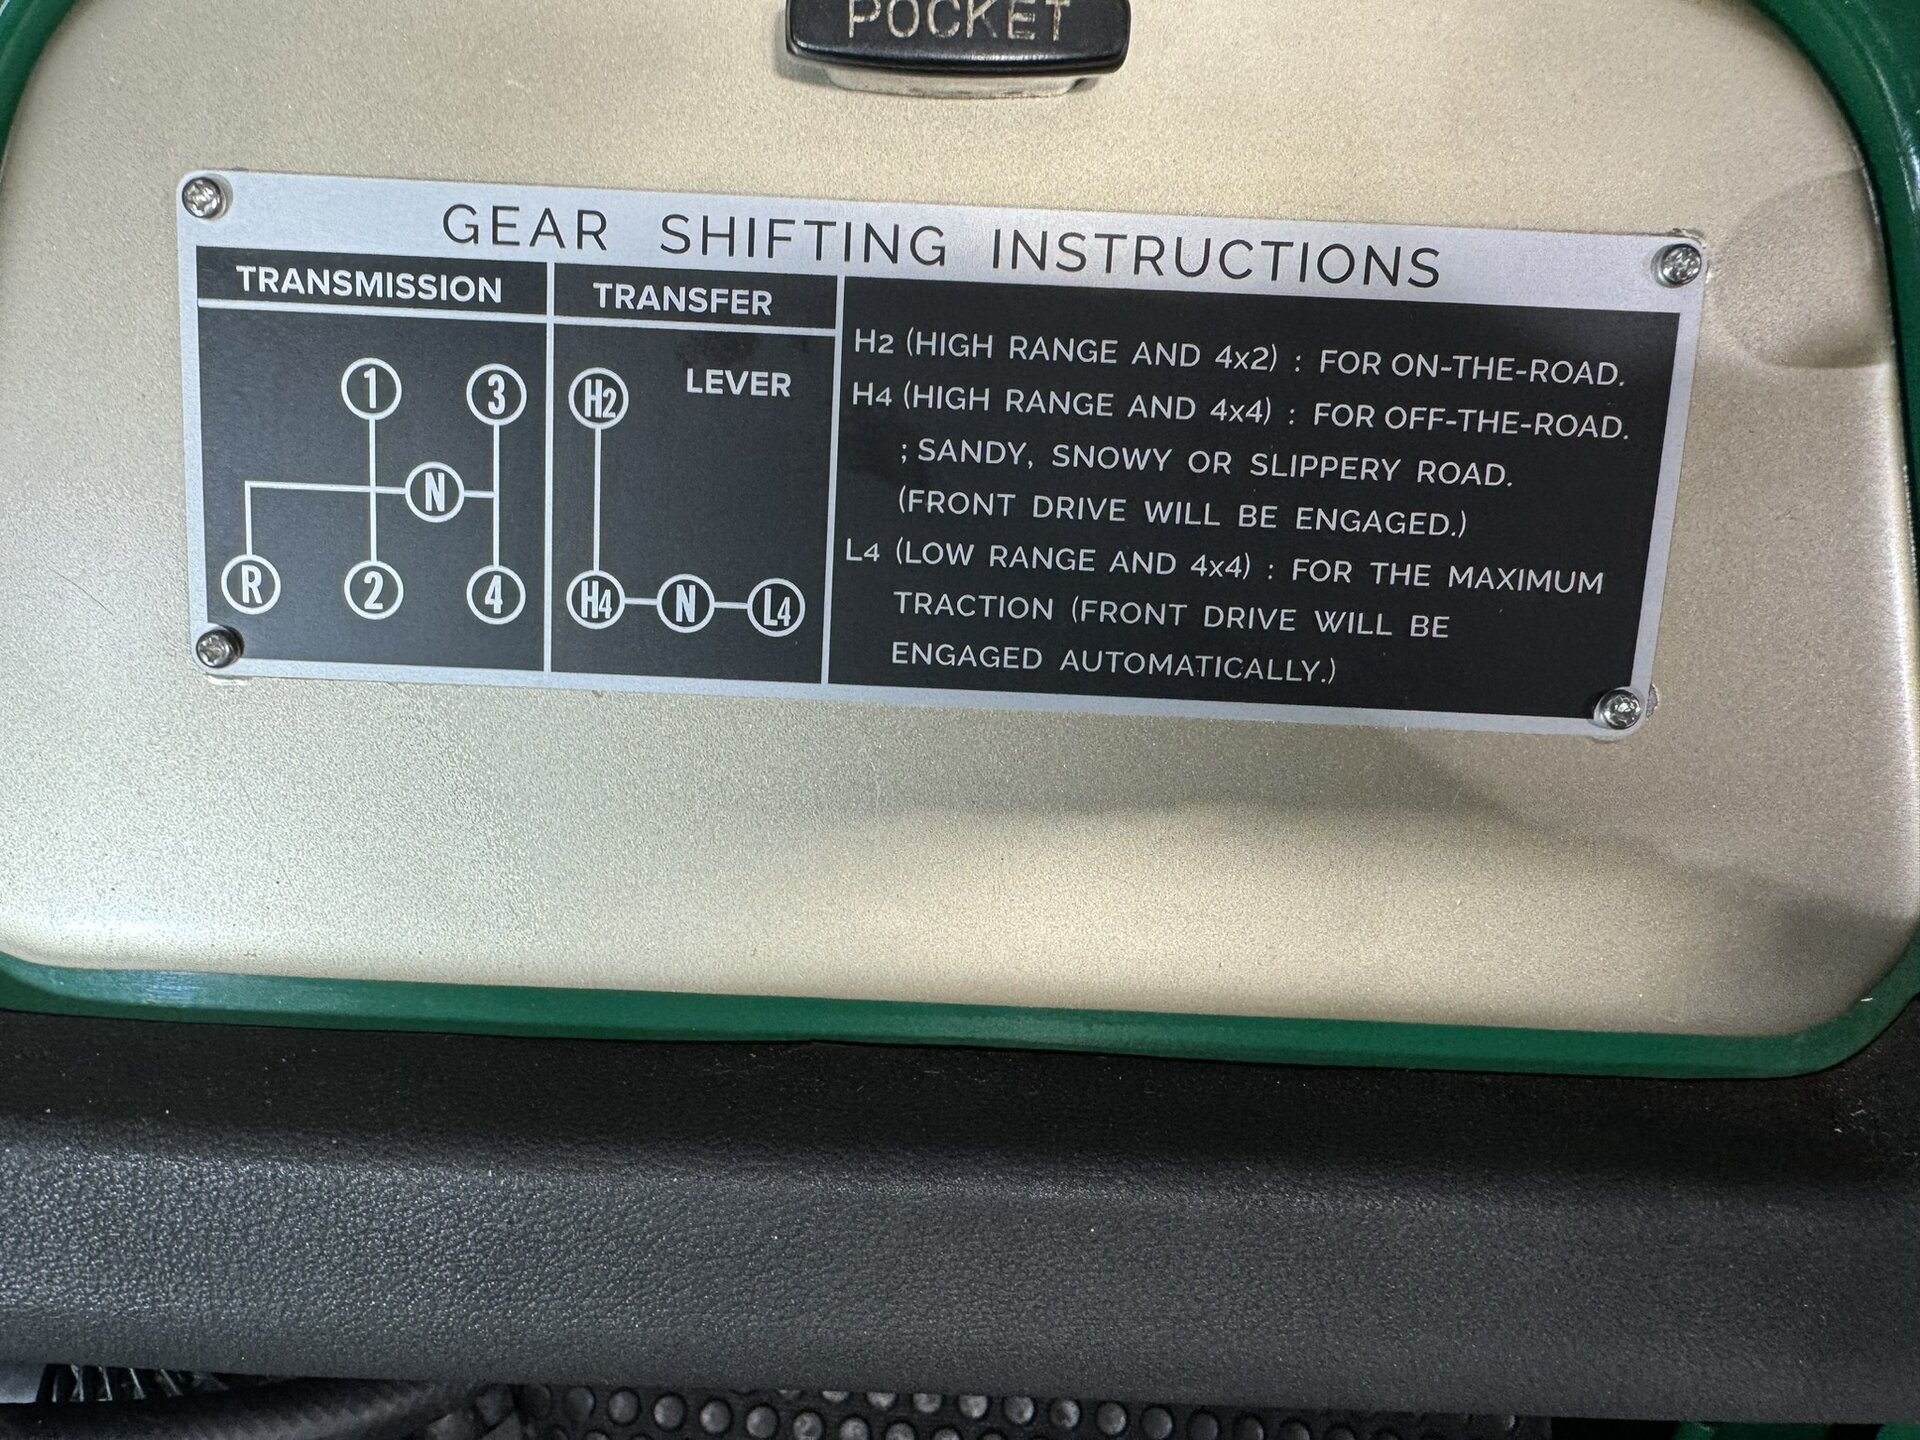 POCKET
GEAR SHIFTING INSTRUCTIONS
TRANSMISSION
1 3
N
R 2 4
TRANSFER
H2 LEVER
H4 N L4
H2 (HIGH RANGE AND 4x2) : FOR ON-THE-ROAD.
H4 (HIGH RANGE AND 4x4) : FOR OFF-THE-ROAD.
; SANDY, SNOWY OR SLIPPERY ROAD.
(FRONT DRIVE WILL BE ENGAGED.)
L4 (LOW RANGE AND 4x4) : FOR THE MAXIMUM
TRACTION (FRONT DRIVE WILL BE
ENGAGED AUTOMATICALLY.)